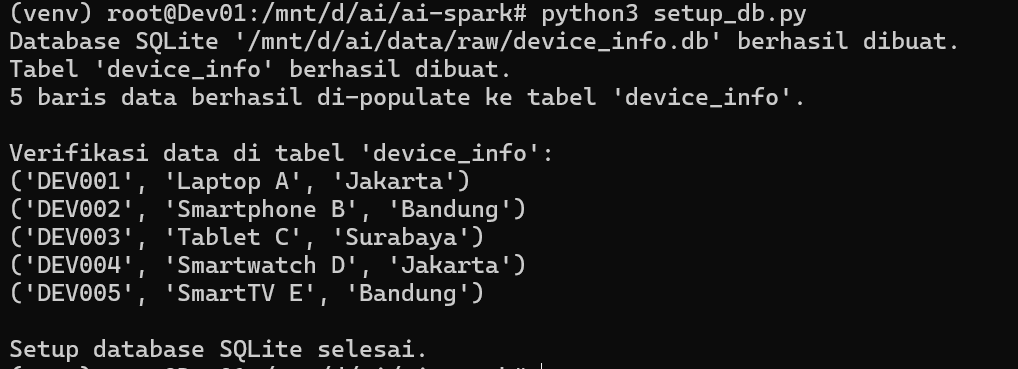 (venv) root@Dev01:/mnt/d/ai/ai-spark# python3 setup_db.py
Database SQLite '/mnt/d/ai/data/raw/device_info.db' berhasil dibuat.
Tabel 'device_info' berhasil dibuat.
5 baris data berhasil di-populate ke tabel 'device_info'.
Verifikasi data di tabel 'device_info':
('DEV001', 'Laptop A', 'Jakarta')
('DEV002', 'Smartphone B', 'Bandung')
('DEV003', 'Tablet C', 'Surabaya')
('DEV004', 'Smartwatch D', 'Jakarta')
('DEV005', 'SmartTV E', 'Bandung')
Setup database SQLite selesai.